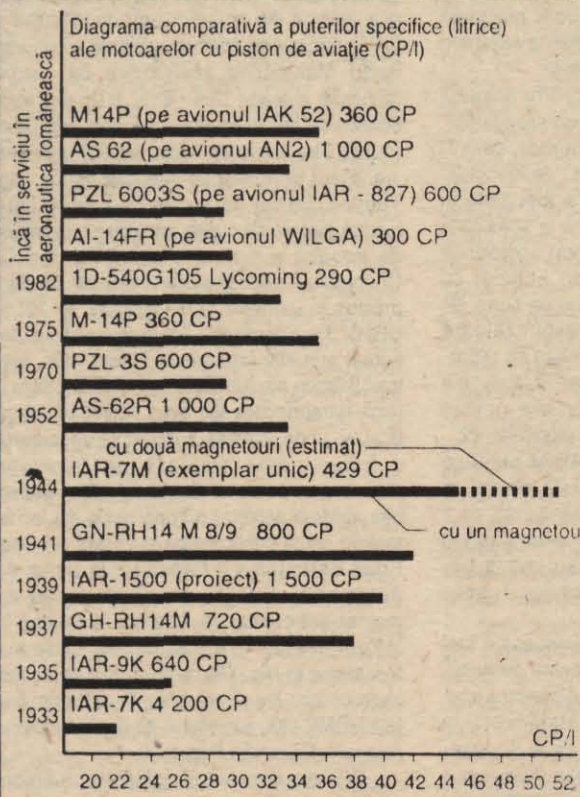 Diagrama comparativă a puterilor specifice (litrice)
ale motoarelor cu piston de aviație (CP/l)
Încă în serviciu în
aeronautica românească
M14P (pe avionul IAK 52) 360 CP
AS 62 (pe avionul AN2) 1 000 CP
PZL 6003S (pe avionul IAR - 827) 600 CP
AI-14FR (pe avionul WILGA) 300 CP
1982 1D-540G105 Lycoming 290 CP
1975 M-14P 360 CP
1970 PZL 3S 600 CP
1952 AS-62R 1 000 CP
cu două magnetouri (estimat)
1944 IAR-7M (exemplar unic) 429 CP
cu un magnetou
1941 GN-RH14 M 8/9 800 CP
1939 IAR-1500 (proiect) 1 500 CP
1937 GH-RH14M 720 CP
1935 IAR-9K 640 CP
1933 IAR-7K 4 200 CP
CP/l
20 22 24 26 28 30 32 34 36 38 40 42 44 46 48 50 52